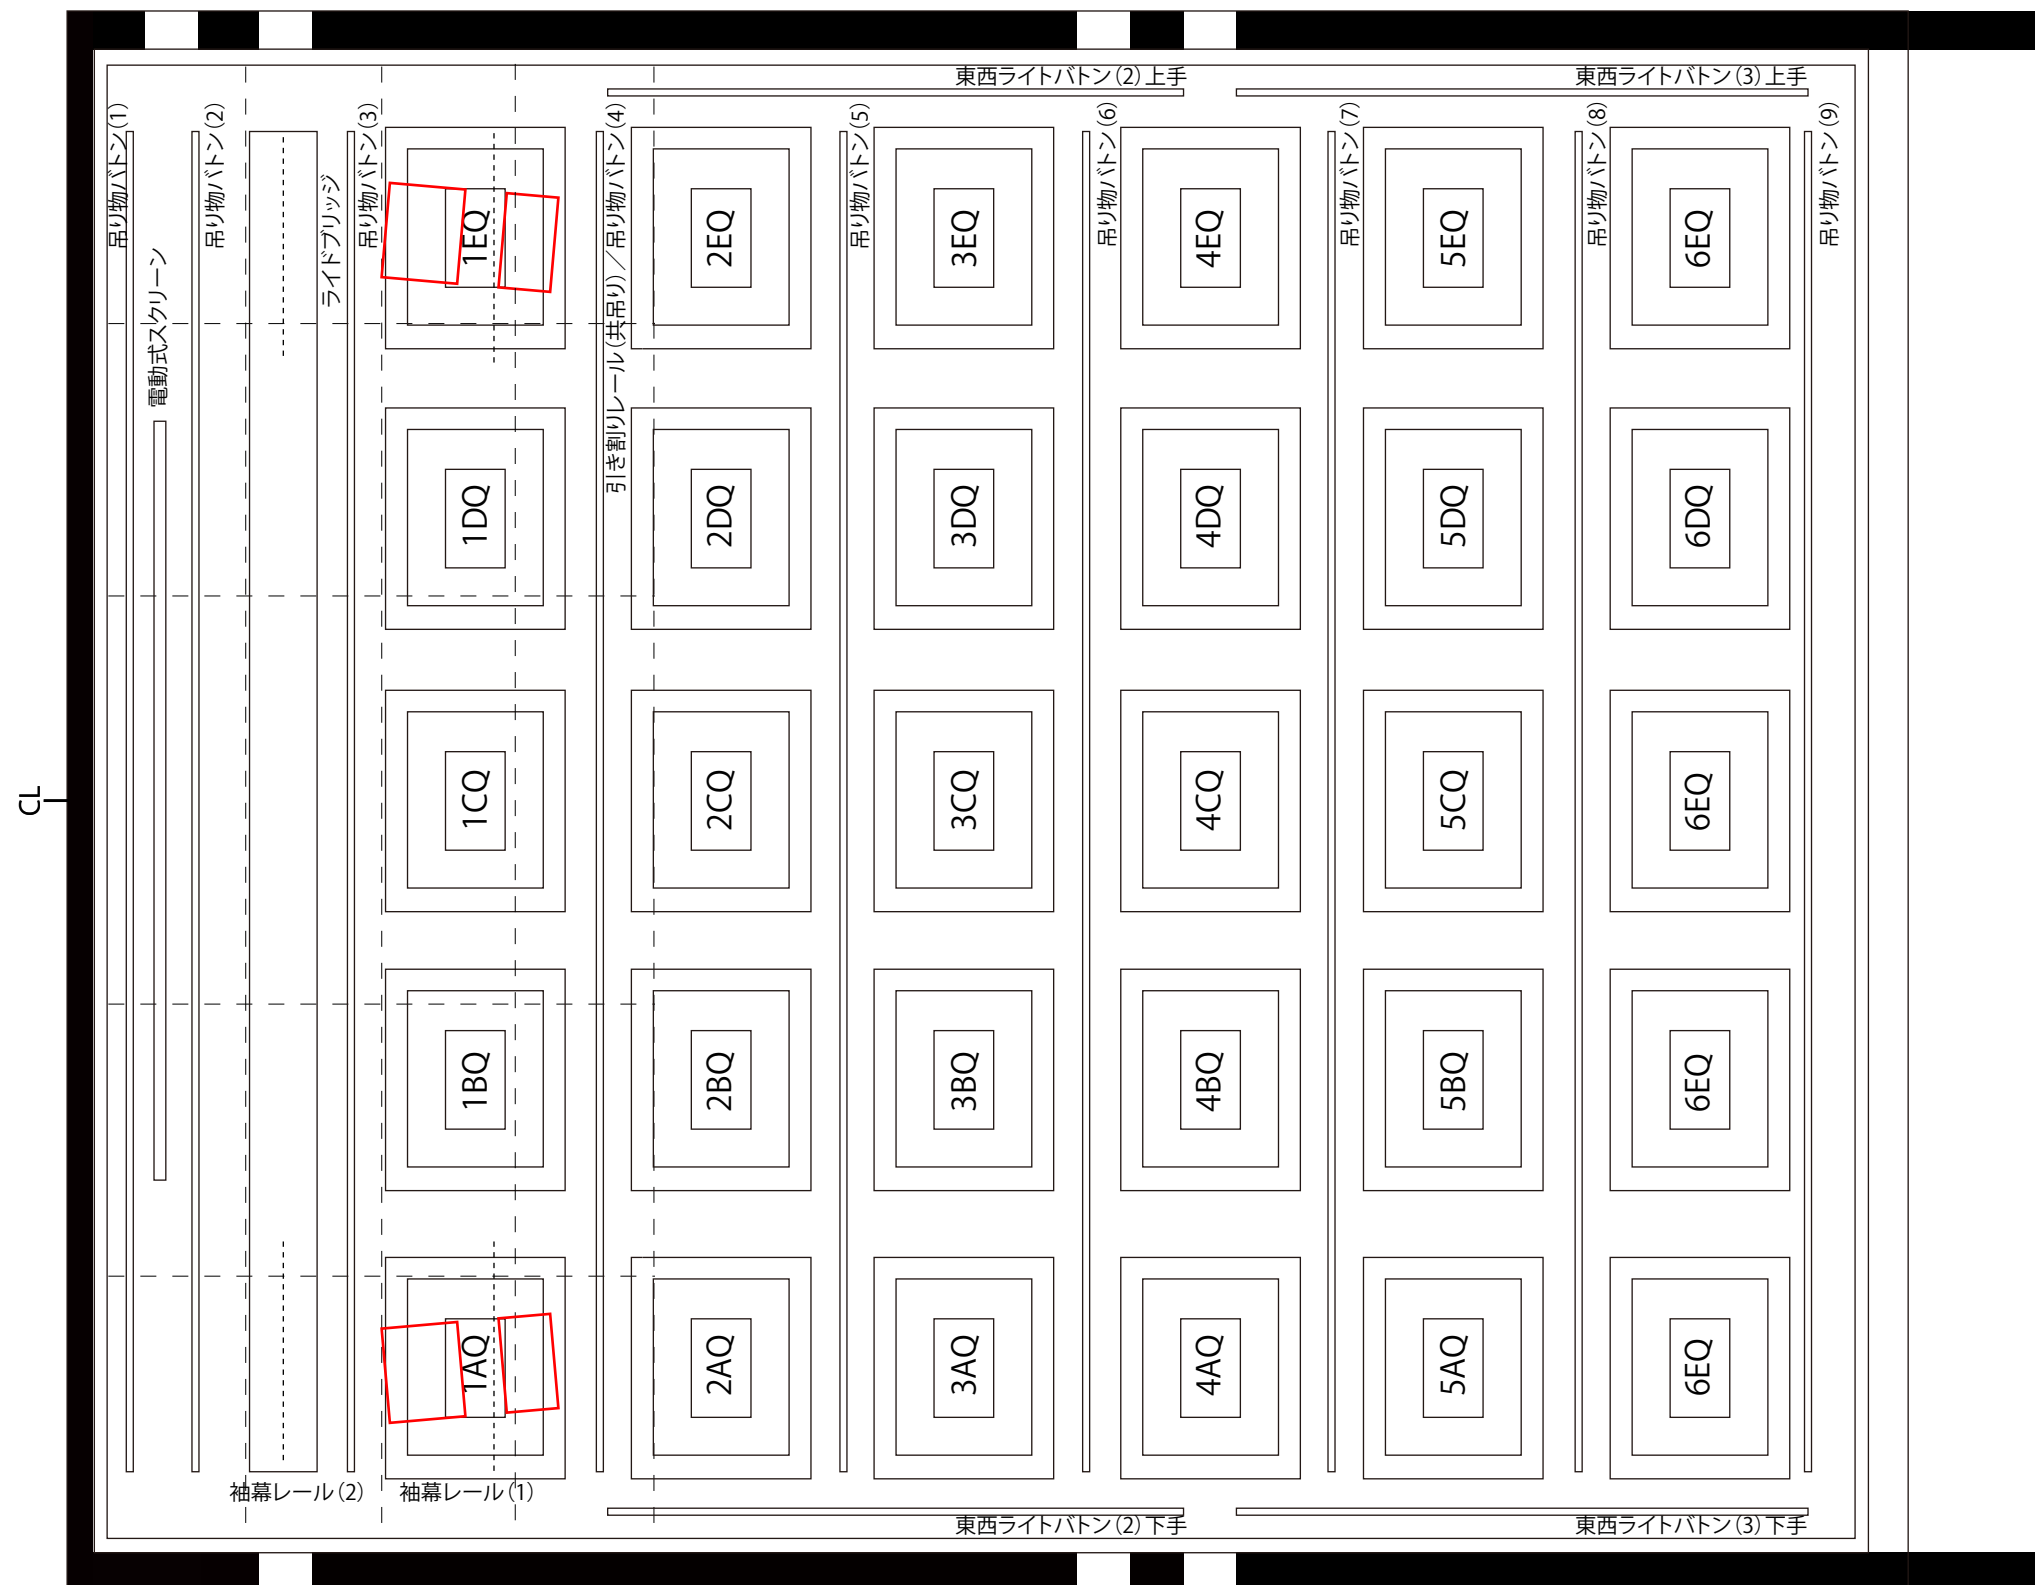 東西ライトバトン(2)上手
東西ライトバトン(3)上手
吊り物バトン(1)
電動式スクリーン
吊り物バトン(2)
ライドブリッジ
吊り物バトン(3)
引き割りレール(共吊り)／吊り物バトン(4)
吊り物バトン(5)
吊り物バトン(6)
吊り物バトン(7)
吊り物バトン(8)
吊り物バトン(9)
1EQ
2EQ
3EQ
4EQ
5EQ
6EQ
1DQ
2DQ
3DQ
4DQ
5DQ
6DQ
CL
1CQ
2CQ
3CQ
4CQ
5CQ
6EQ
1BQ
2BQ
3BQ
4BQ
5BQ
6EQ
1AQ
2AQ
3AQ
4AQ
5AQ
6EQ
袖幕レール(2)
袖幕レール(1)
東西ライトバトン(2)下手
東西ライトバトン(3)下手